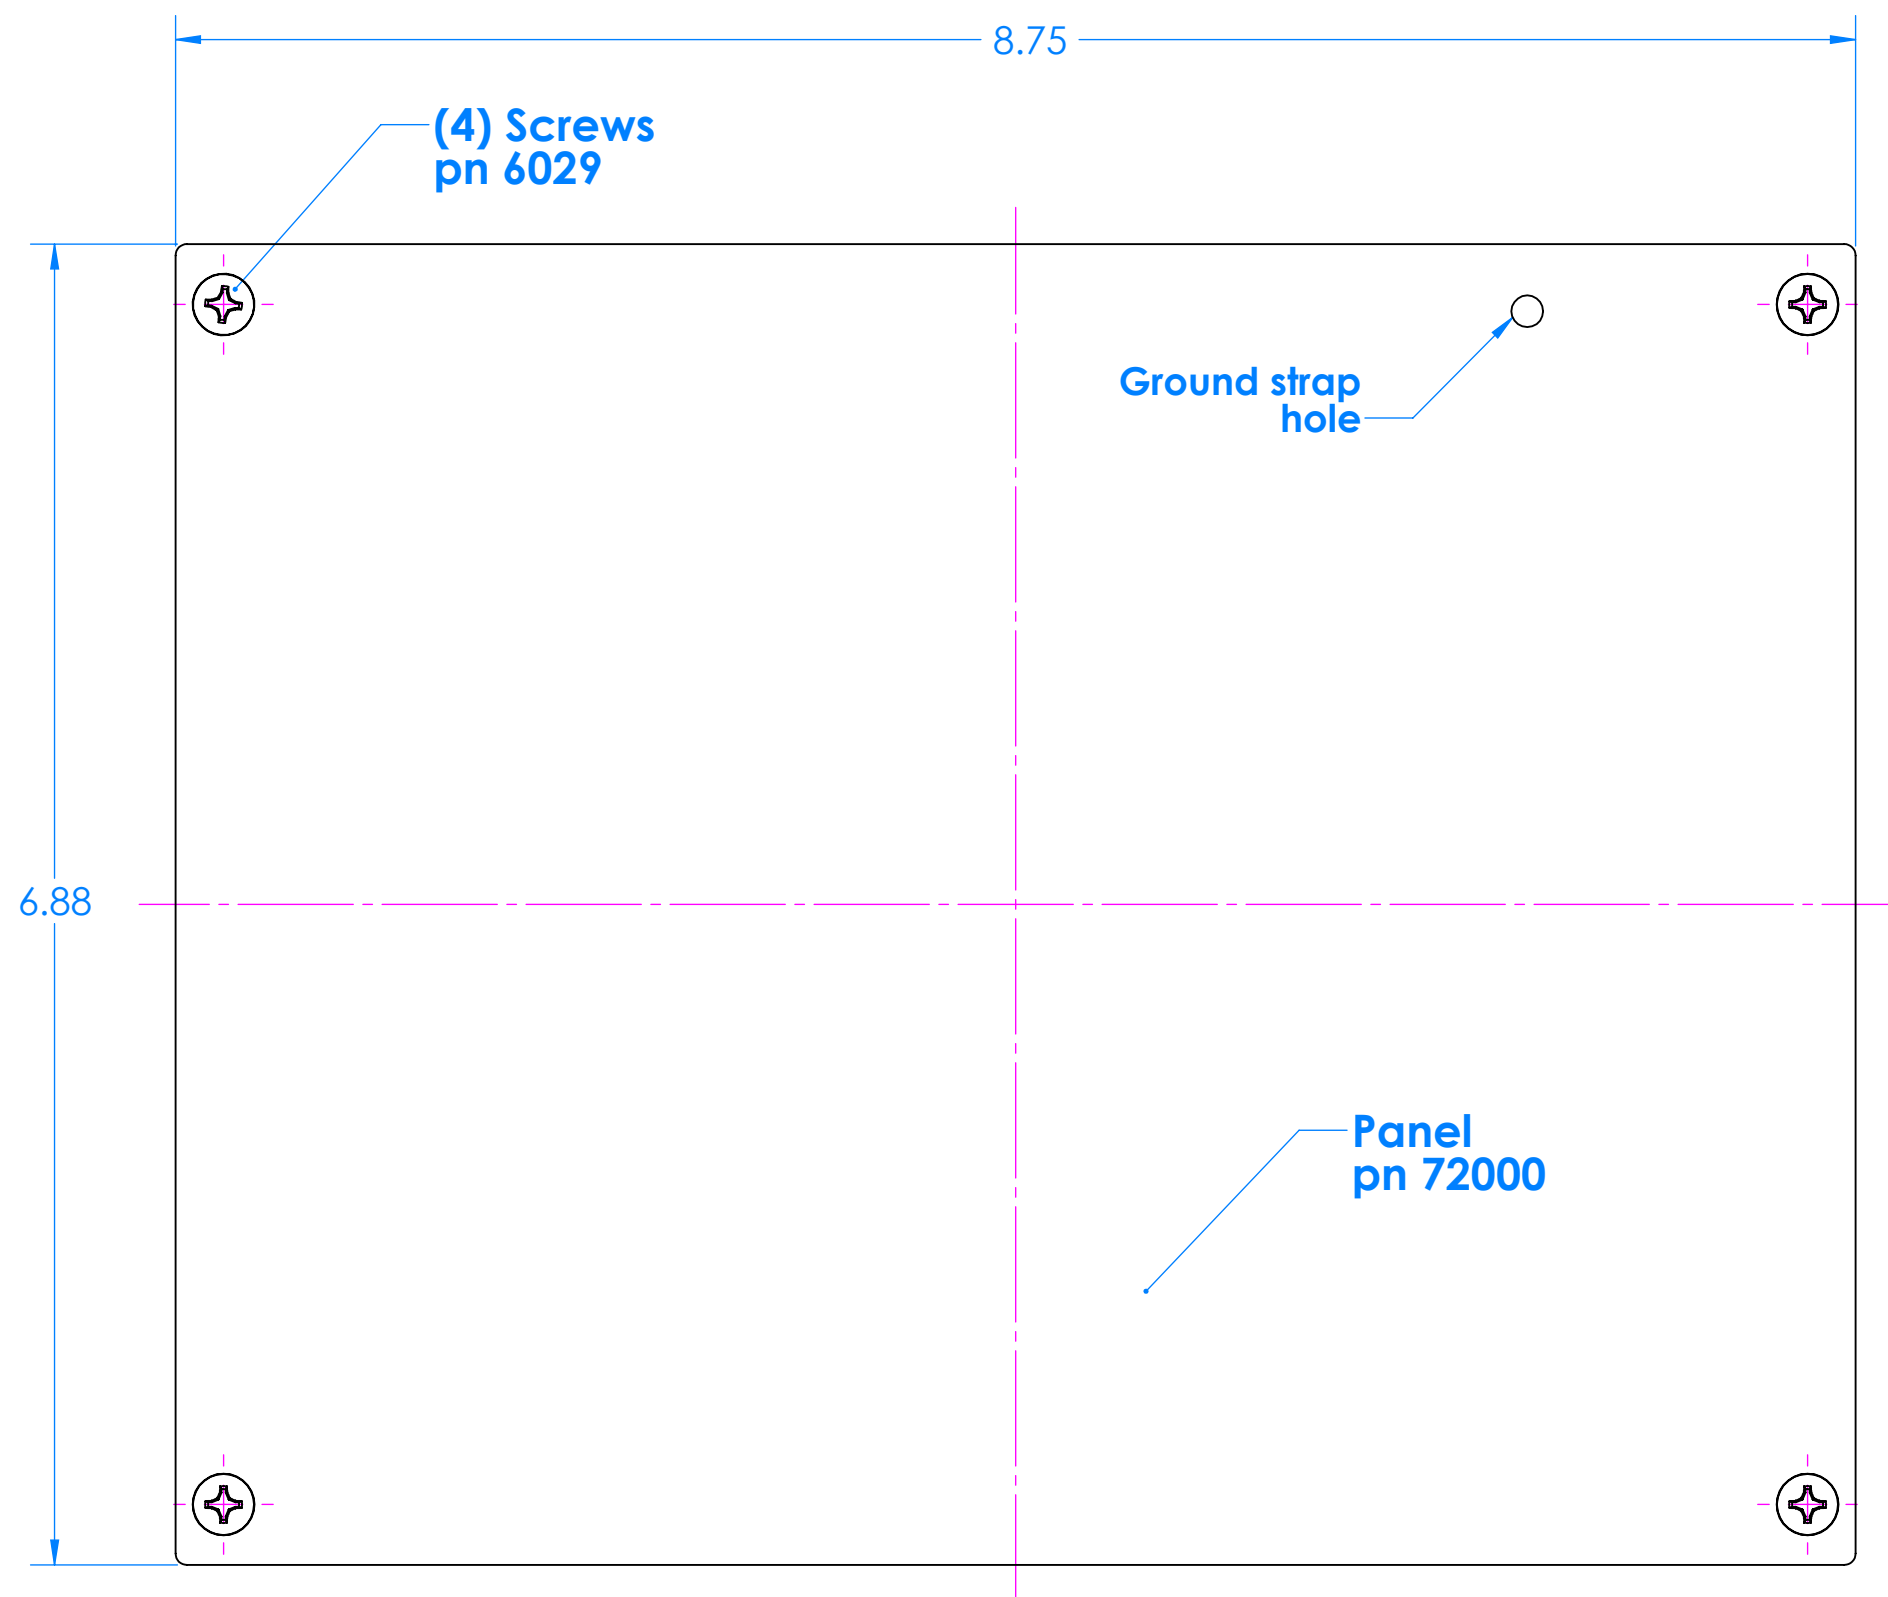 8.75
(4) Screws
pn 6029
Ground strap
hole
6.88
Panel
pn 72000